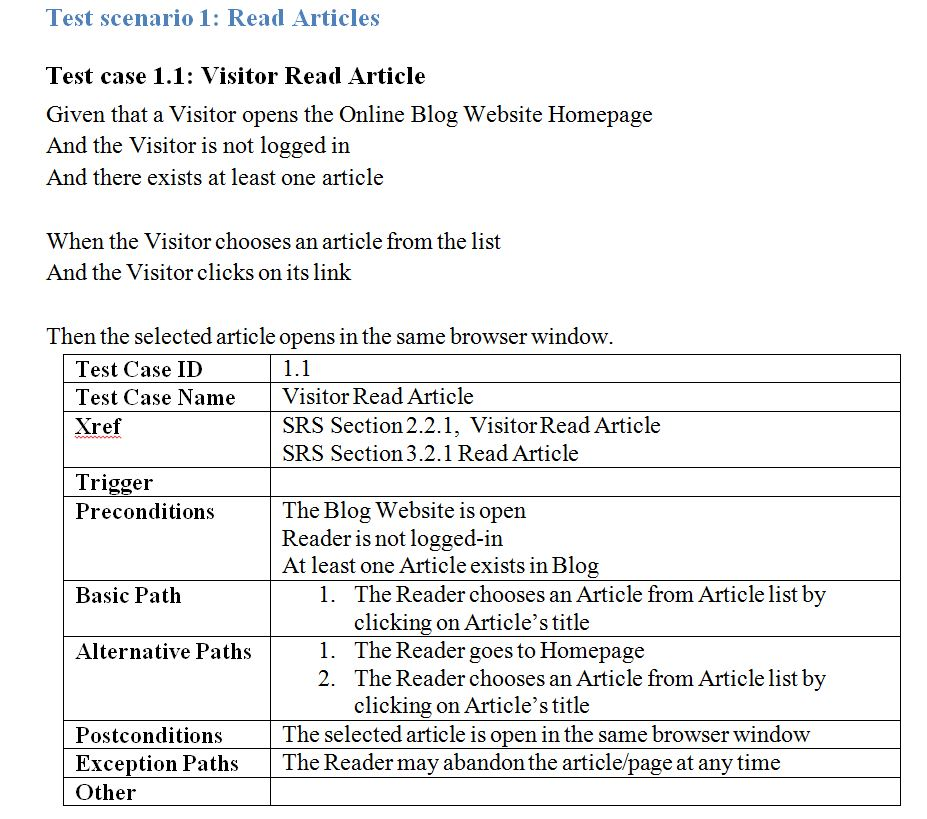 Test scenario 1: Read Articles
Test case 1.1: Visitor Read Article
Given that a Visitor opens the Online Blog Website Homepage
And the Visitor is not logged in
And there exists at least one article
When the Visitor chooses an article from the list
And the Visitor clicks on its link
Then the selected article opens in the same browser window.
Test Case ID 1.1
Test Case Name Visitor Read Article
Xref SRS Section 2.2.1, Visitor Read Article
SRS Section 3.2.1 Read Article
Trigger
Preconditions The Blog Website is open
Reader is not logged-in
At least one Article exists in Blog
Basic Path 1. The Reader chooses an Article from Article list by
clicking on Article's title
Alternative Paths 1. The Reader goes to Homepage
2. The Reader chooses an Article from Article list by
clicking on Article's title
Postconditions The selected article is open in the same browser window
Exception Paths The Reader may abandon the article/page at any time
Other